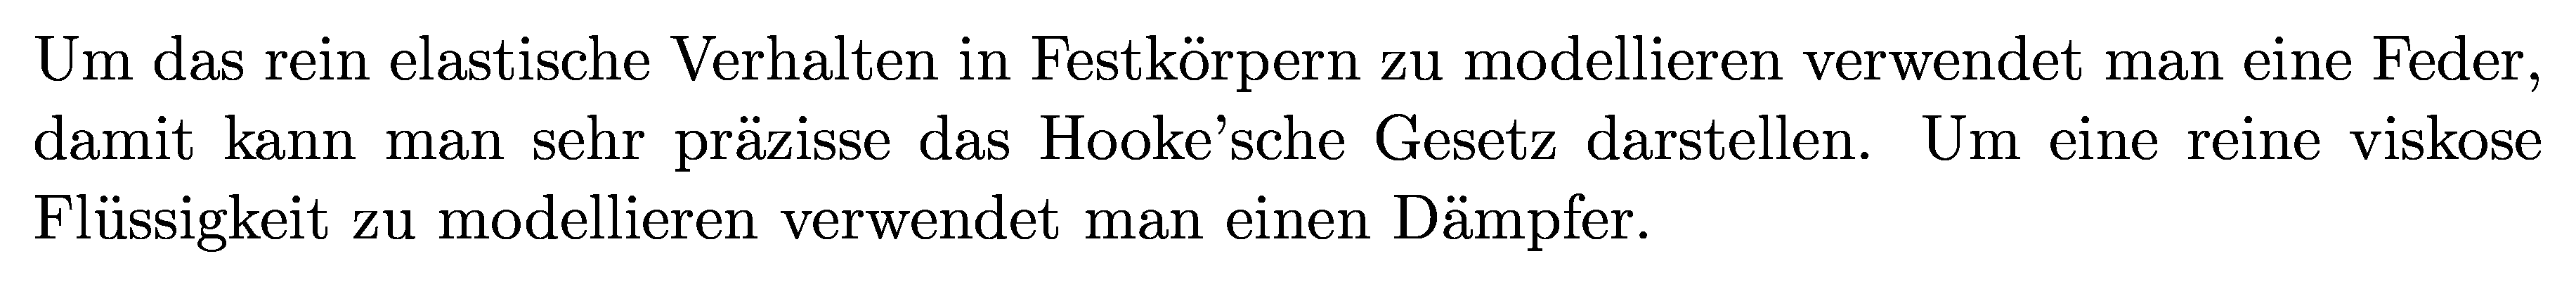 Um das rein elastische Verhalten in Festkörpern zu modellieren verwendet man eine Feder,
damit kann man sehr präzisse das Hooke’sche Gesetz darstellen. Um eine reine viskose
Flüssigkeit zu modellieren verwendet man einen Dämpfer.